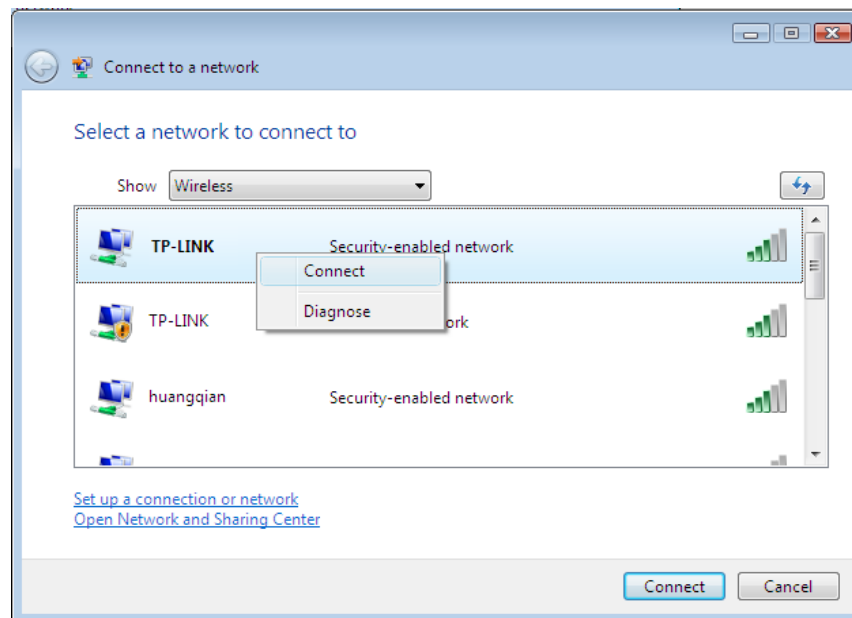 Connect to a network
Select a network to connect to
Show Wireless
TP-LINK Security-enabled network
Connect
Diagnose
TP-LINK ork
huangqian Security-enabled network
Set up a connection or network
Open Network and Sharing Center
Connect Cancel